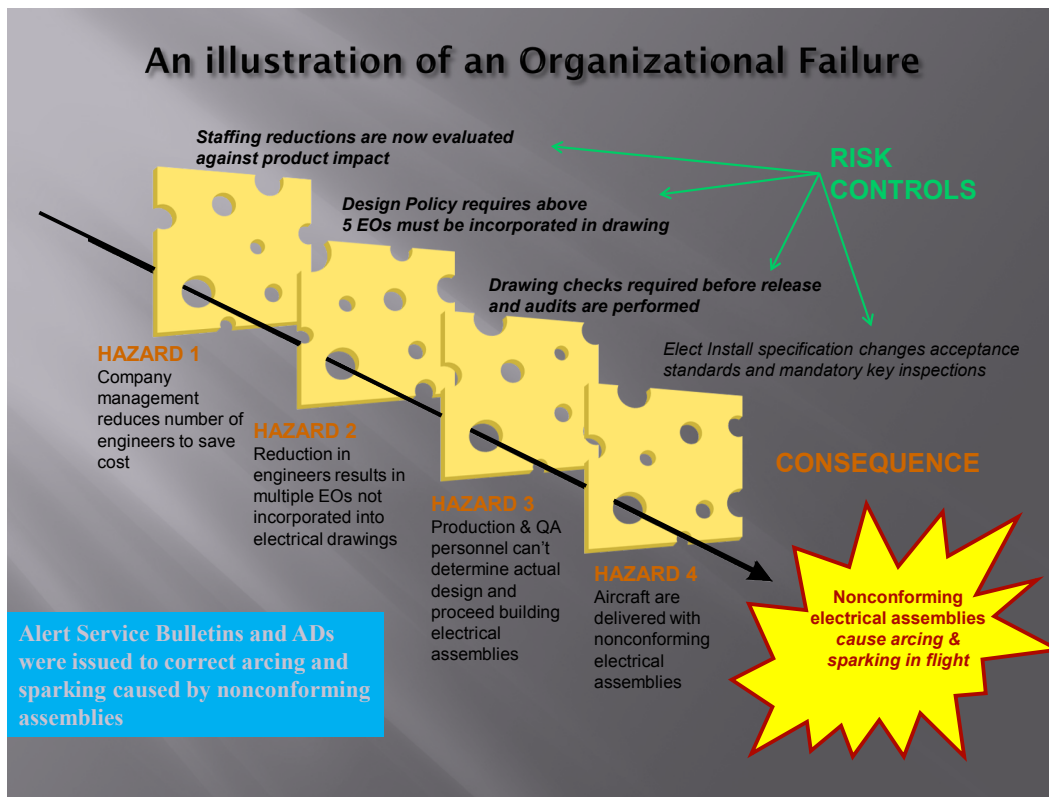 An illustration of an Organizational Failure
Staffing reductions are now evaluated
against product impact
RISK
CONTROLS
Design Policy requires above
5 EOs must be incorporated in drawing
Drawing checks required before release
and audits are performed
Elect Install specification changes acceptance
standards and mandatory key inspections
HAZARD 1
Company
management
reduces number of
engineers to save
cost
HAZARD 2
Reduction in
engineers results in
multiple EOs not
incorporated into
electrical drawings
HAZARD 3
Production & QA
personnel can’t
determine actual
design and
proceed building
electrical
assemblies
HAZARD 4
Aircraft are
delivered with
nonconforming
electrical
assemblies
CONSEQUENCE
Nonconforming
electrical assemblies
cause arcing &
sparking in flight
Alert Service Bulletins and ADs
were issued to correct arcing and
sparking caused by nonconforming
assemblies